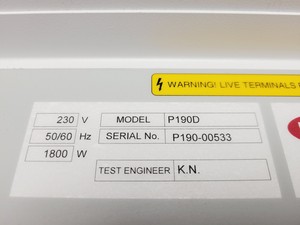 WARNING! LIVE TERMINALS
230 V MODEL P190D
50/60 Hz SERIAL No. P190-00533
1800 W
TEST ENGINEER K.N.